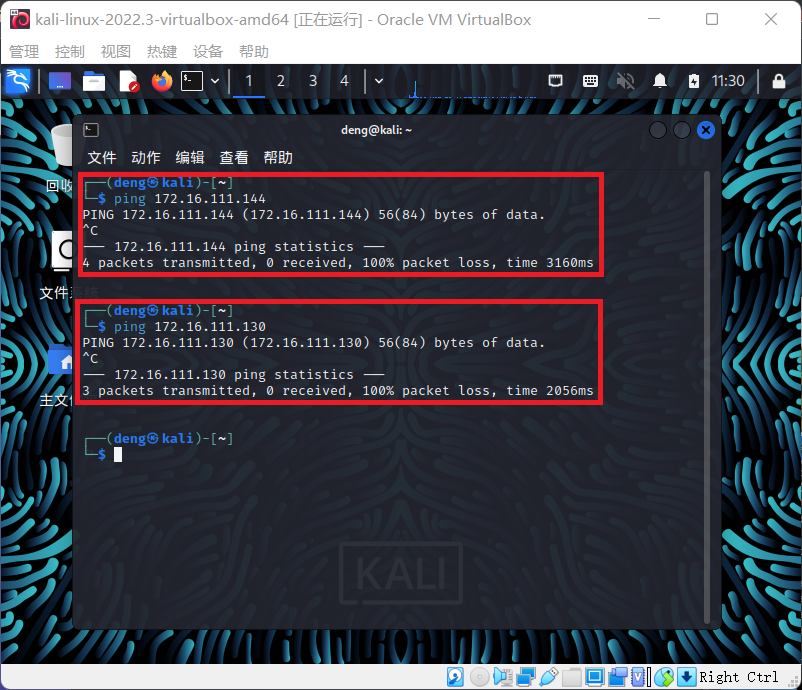 kali-linux-2022.3-virtualbox-amd64 [正在运行] - Oracle VM VirtualBox
管理 控制 视图 热键 设备 帮助
1 2 3 4 11:30
deng@kali: ~
文件 动作 编辑 查看 帮助
回收
┌──(deng㉿kali)-[~]
└─$ ping 172.16.111.144
PING 172.16.111.144 (172.16.111.144) 56(84) bytes of data.
^C
─── 172.16.111.144 ping statistics ───
4 packets transmitted, 0 received, 100% packet loss, time 3160ms
文件系统
┌──(deng㉿kali)-[~]
└─$ ping 172.16.111.130
PING 172.16.111.130 (172.16.111.130) 56(84) bytes of data.
^C
─── 172.16.111.130 ping statistics ───
3 packets transmitted, 0 received, 100% packet loss, time 2056ms
主文件
┌──(deng㉿kali)-[~]
└─$
KALI
Right Ctrl